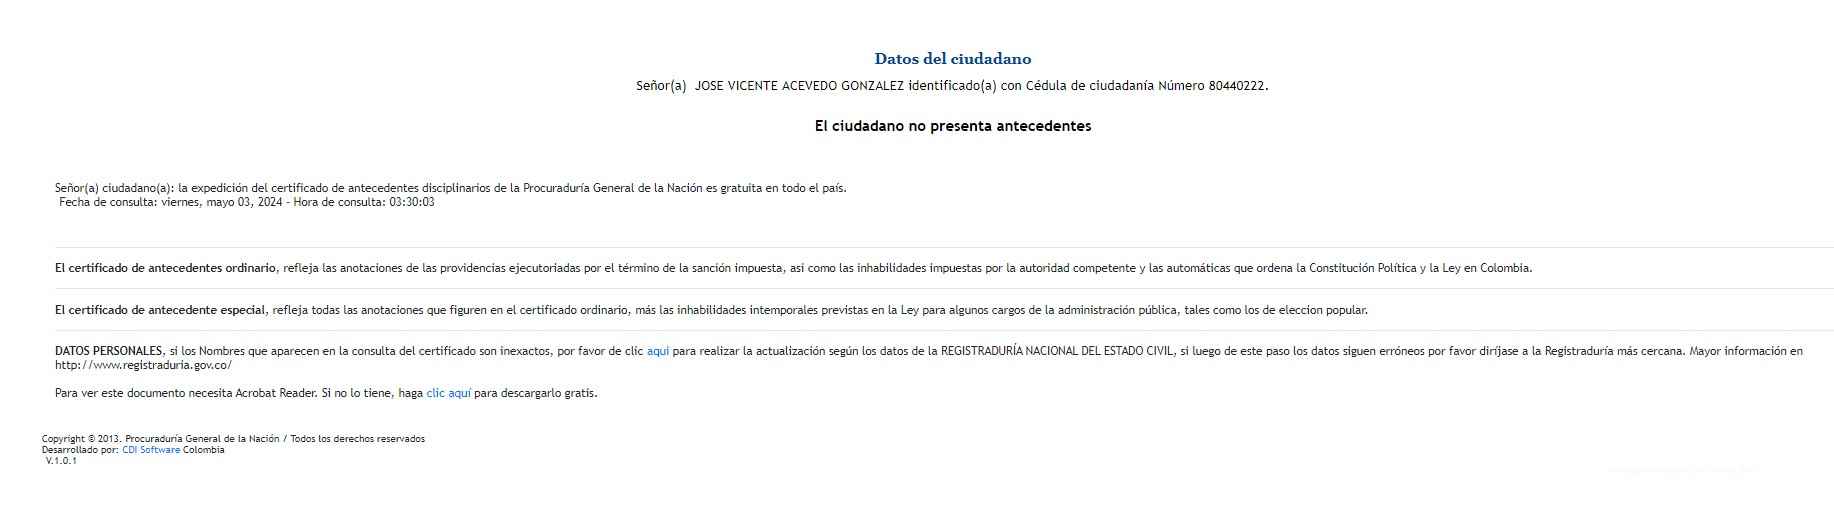 Datos del ciudadano
Señor(a)  JOSE VICENTE ACEVEDO GONZALEZ identificado(a) con Cédula de ciudadanía Número 80440222.
El ciudadano no presenta antecedentes
Señor(a) ciudadano(a): la expedición del certificado de antecedentes disciplinarios de la Procuraduría General de la Nación es gratuita en todo el país.
Fecha de consulta: viernes, mayo 03, 2024 - Hora de consulta: 03:30:03
El certificado de antecedentes ordinario, refleja las anotaciones de las providencias ejecutoriadas por el término de la sanción impuesta, asi como las inhabilidades impuestas por la autoridad competente y las automáticas que ordena la Constitución Política y la Ley en Colombia.
El certificado de antecedente especial, refleja todas las anotaciones que figuren en el certificado ordinario, más las inhabilidades intemporales previstas en la Ley para algunos cargos de la administración pública, tales como los de eleccion popular.
DATOS PERSONALES, si los Nombres que aparecen en la consulta del certificado son inexactos, por favor de clic aqui para realizar la actualización según los datos de la REGISTRADURÍA NACIONAL DEL ESTADO CIVIL, si luego de este paso los datos siguen erróneos por favor diríjase a la Registraduría más cercana. Mayor información en
http://www.registraduria.gov.co/
Para ver este documento necesita Acrobat Reader. Si no lo tiene, haga clic aquí para descargarlo gratis.
Copyright © 2013. Procuraduría General de la Nación / Todos los derechos reservados
Desarrollado por: CDI Software Colombia
V.1.0.1